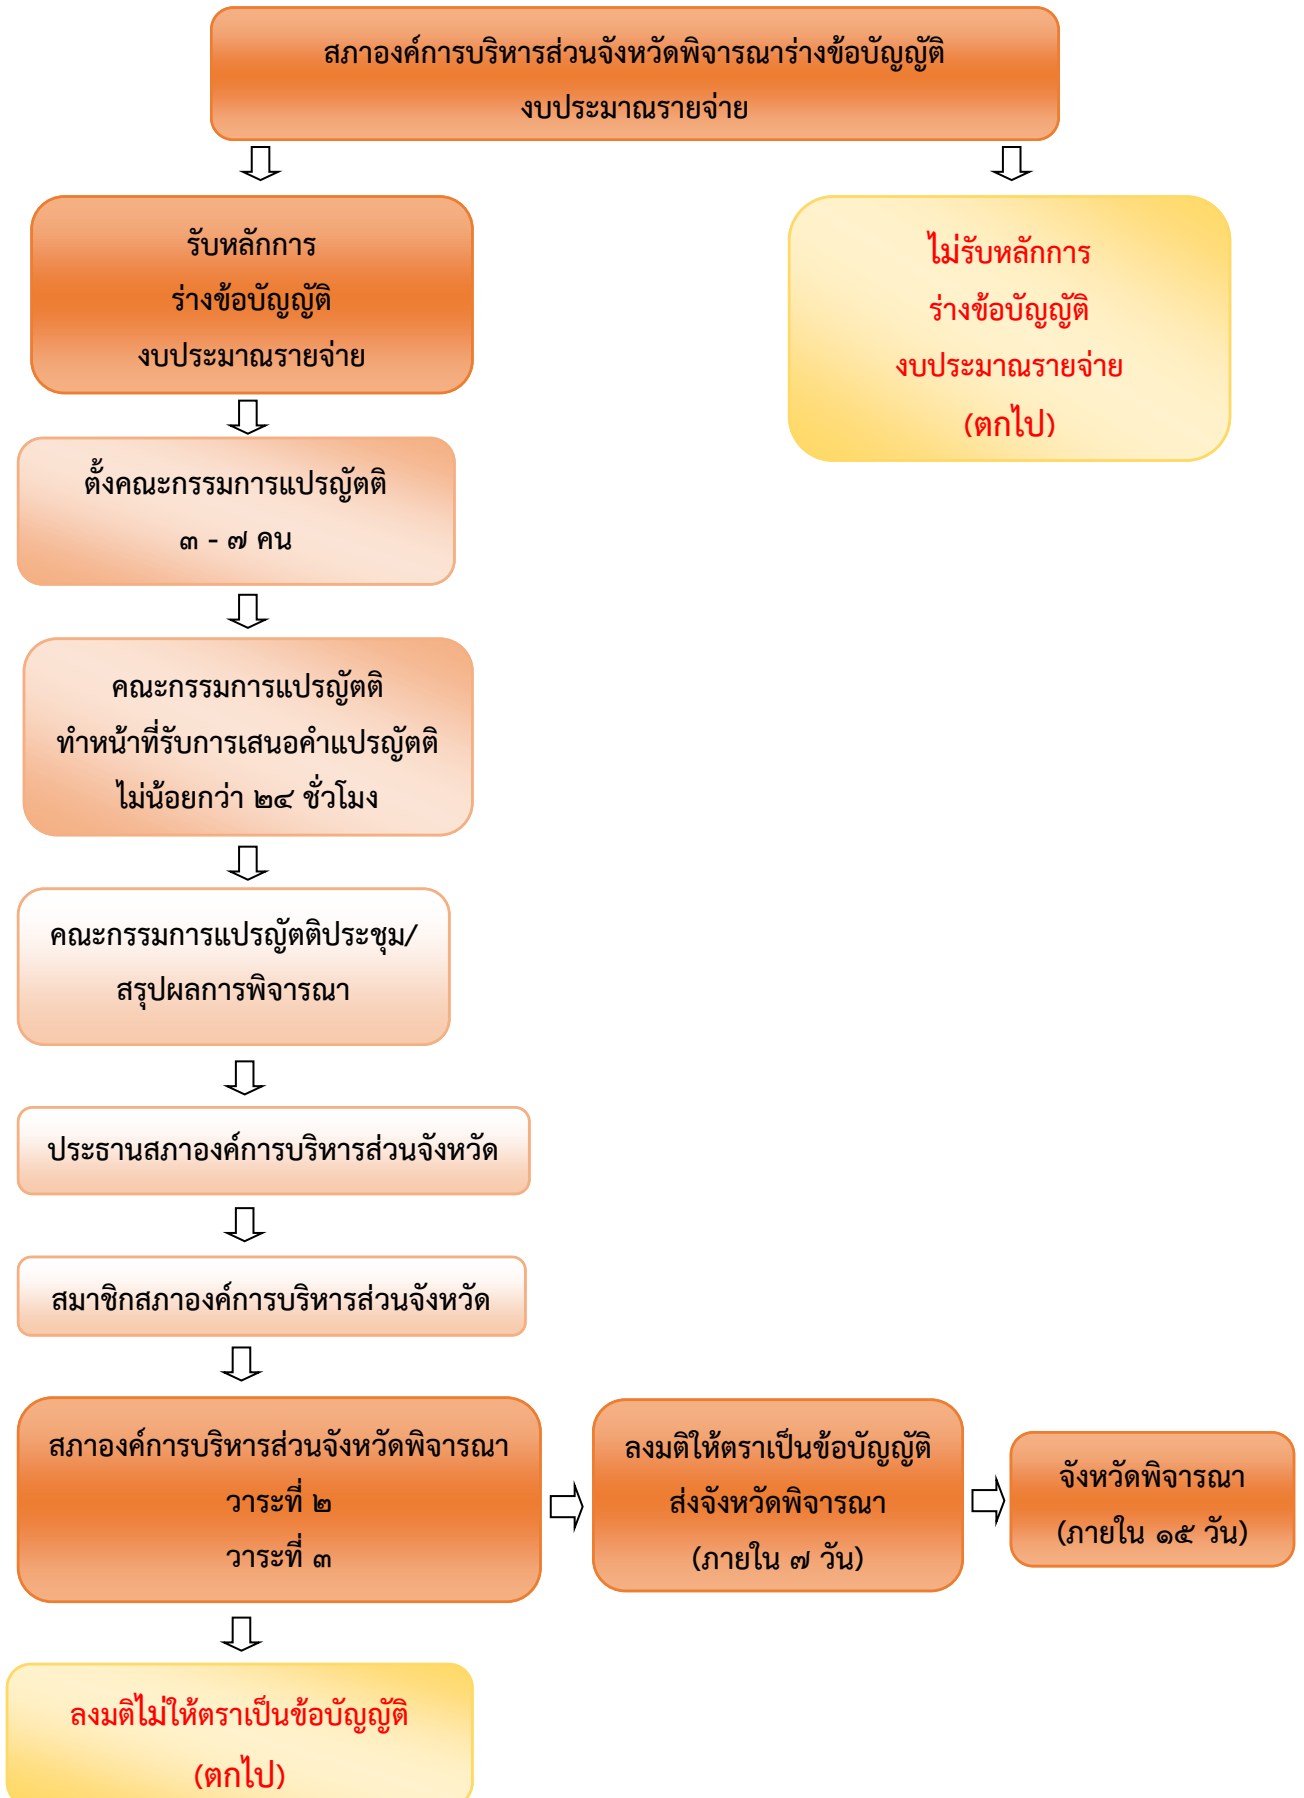 สภาองค์การบริหารส่วนจังหวัดพิจารณาร่างข้อบัญญัติ
งบประมาณรายจ่าย
รับหลักการ
ร่างข้อบัญญัติ
งบประมาณรายจ่าย
ไม่รับหลักการ
ร่างข้อบัญญัติ
งบประมาณรายจ่าย
(ตกไป)
ตั้งคณะกรรมการแปรญัตติ
๓ - ๗ คน
คณะกรรมการแปรญัตติ
ทำหน้าที่รับการเสนอคำแปรญัตติ
ไม่น้อยกว่า ๒๔ ชั่วโมง
คณะกรรมการแปรญัตติประชุม/
สรุปผลการพิจารณา
ประธานสภาองค์การบริหารส่วนจังหวัด
สมาชิกสภาองค์การบริหารส่วนจังหวัด
สภาองค์การบริหารส่วนจังหวัดพิจารณา
วาระที่ ๒
วาระที่ ๓
ลงมติให้ตราเป็นข้อบัญญัติ
ส่งจังหวัดพิจารณา
(ภายใน ๗ วัน)
จังหวัดพิจารณา
(ภายใน ๑๕ วัน)
ลงมติไม่ให้ตราเป็นข้อบัญญัติ
(ตกไป)